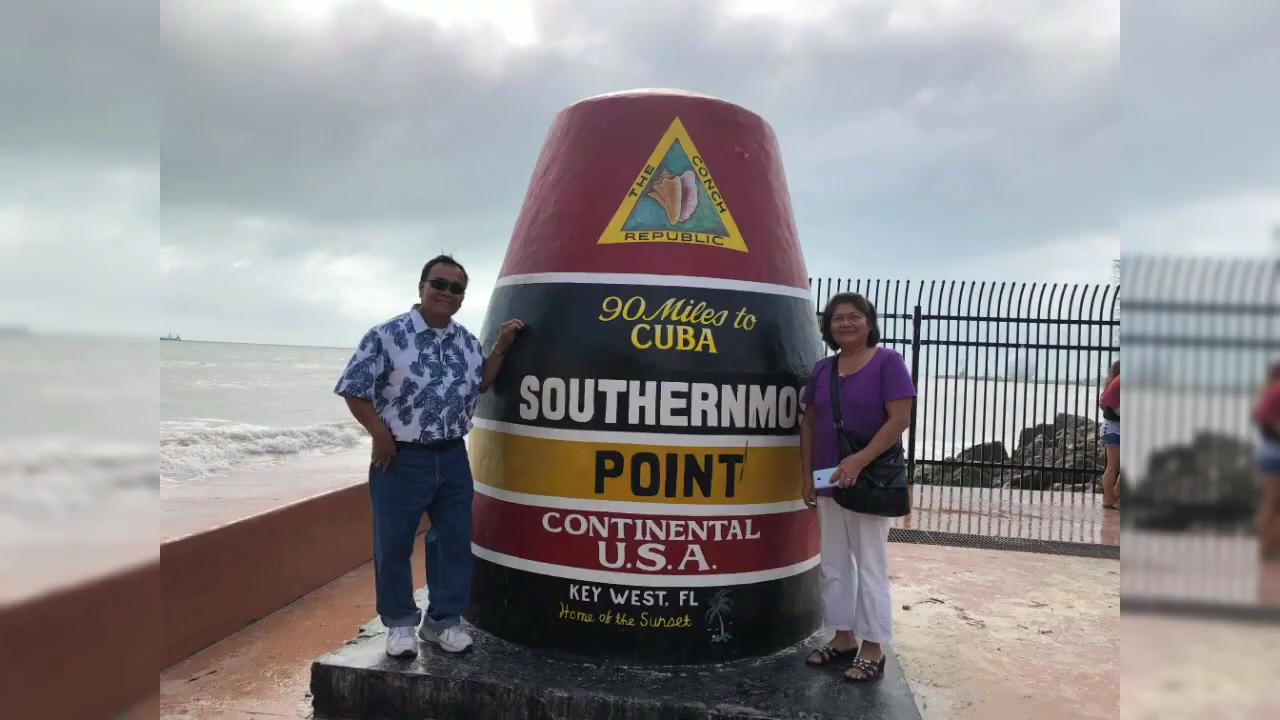 THE CONCH
REPUBLIC
90 Miles to
CUBA
SOUTHERNMOS
POINT
CONTINENTAL
U.S.A.
KEY WEST, FL
Home of the Sunset